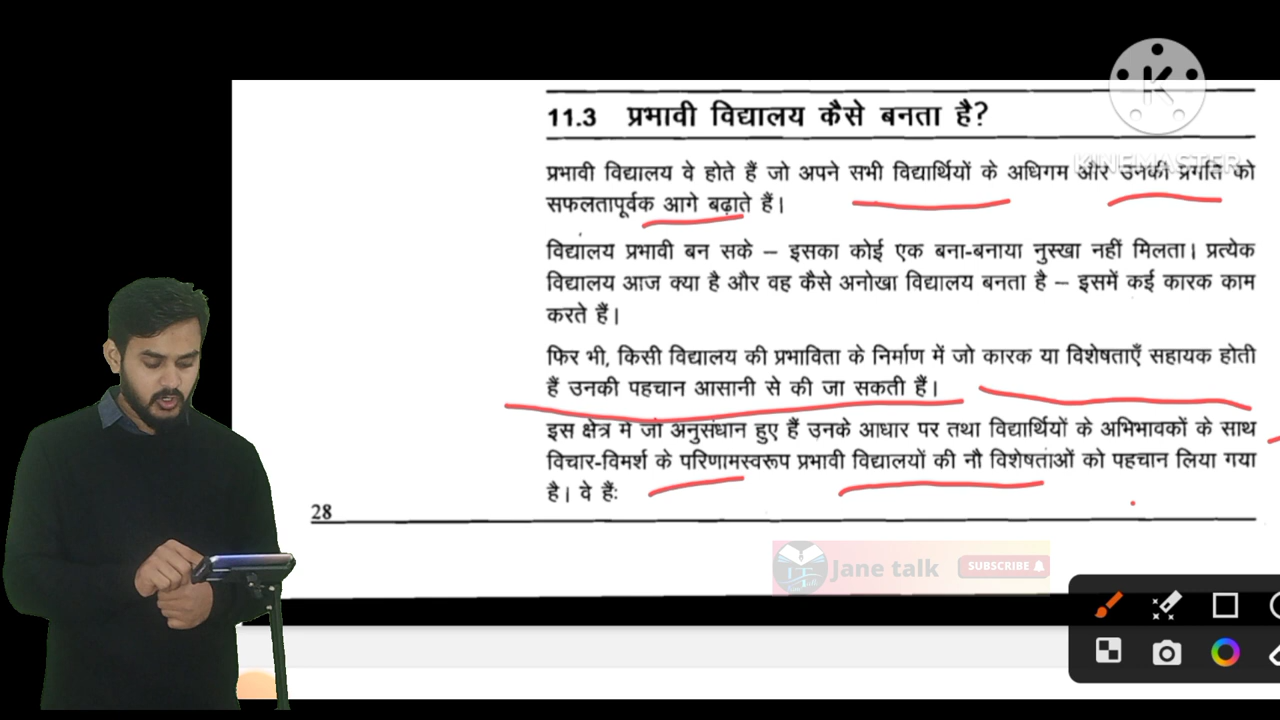 KINEMASTER
11.3 प्रभावी विद्यालय कैसे बनता है?
प्रभावी विद्यालय वे होते हैं जो अपने सभी विद्यार्थियों के अधिगम और उनकी प्रगति को
सफलतापूर्वक आगे बढ़ाते हैं।
विद्यालय प्रभावी बन सके – इसका कोई एक बना-बनाया नुस्खा नहीं मिलता। प्रत्येक
विद्यालय आज क्या है और वह कैसे अनोखा विद्यालय बनता है – इसमें कई कारक काम
करते हैं।
फिर भी, किसी विद्यालय की प्रभाविता के निर्माण में जो कारक या विशेषताएँ सहायक होती
हैं उनकी पहचान आसानी से की जा सकती हैं।
इस क्षेत्र में जो अनुसंधान हुए हैं उनके आधार पर तथा विद्यार्थियों के अभिभावकों के साथ
विचार-विमर्श के परिणामस्वरूप प्रभावी विद्यालयों की नौ विशेषताओं को पहचान लिया गया
है। वे हैंः
28
Jane talk
SUBSCRIBE